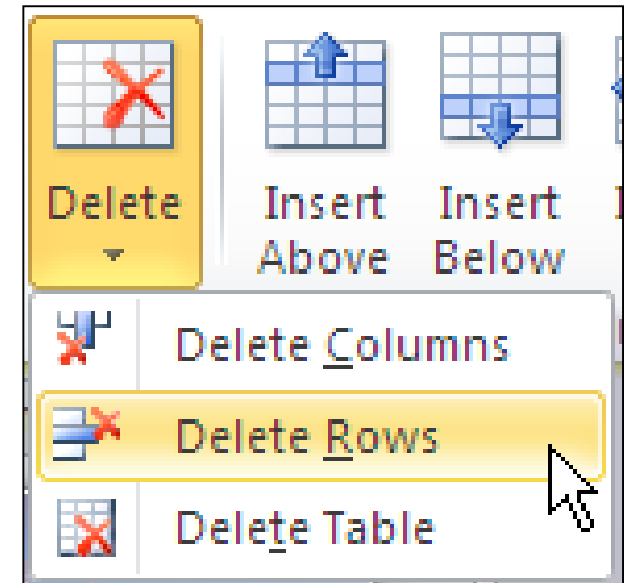 Delete
Insert
Above
Insert
Below
Delete Columns
Delete Rows
Delete Table